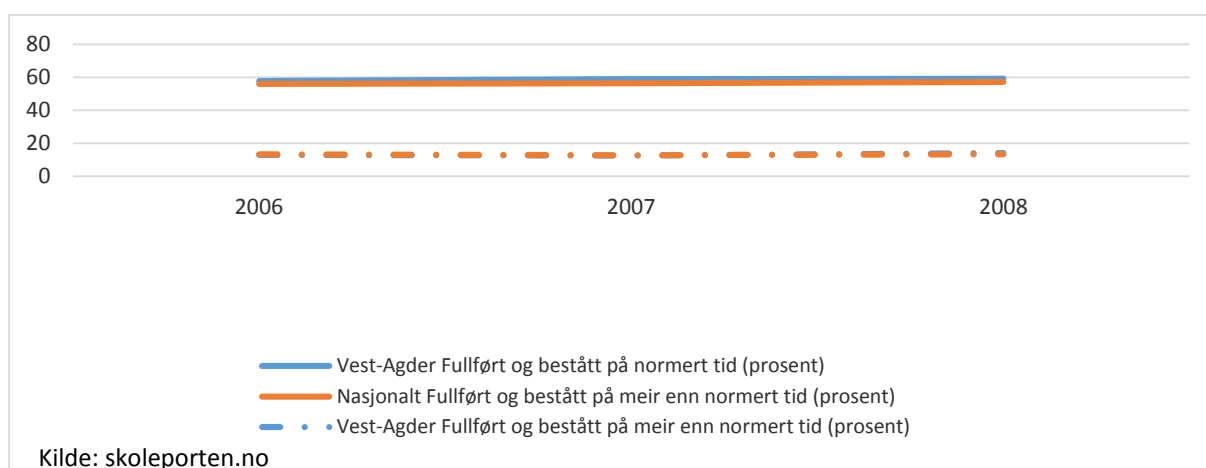 80
60
40
20
0
2006 2007 2008
Vest-Agder Fullført og bestått på normert tid (prosent)
Nasjonalt Fullført og bestått på meir enn normert tid (prosent)
Vest-Agder Fullført og bestått på meir enn normert tid (prosent)
Kilde: skoleporten.no